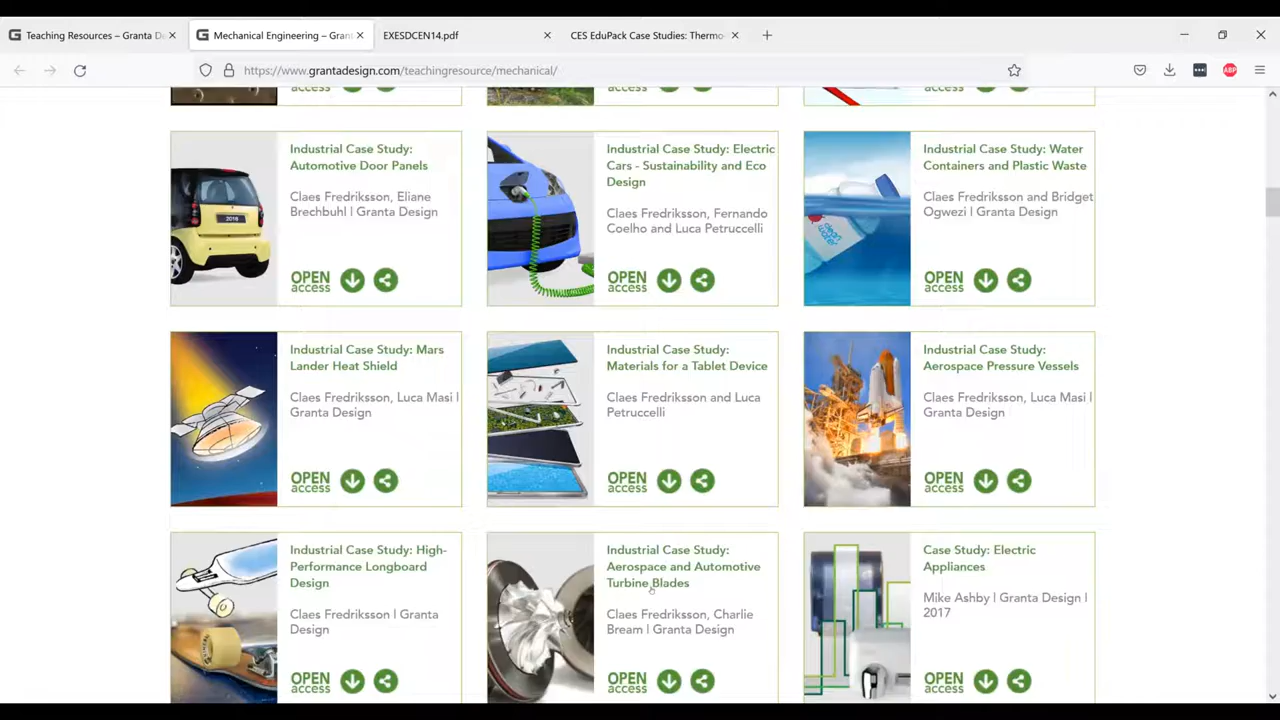 Teaching Resources – Granta D
Mechanical Engineering – Gran
EXESDCEN14.pdf
CES EduPack Case Studies: Thermo
https://www.grantadesign.com/teachingresource/mechanical/
ABP
access
access
access
Industrial Case Study:
Automotive Door Panels
Claes Fredriksson, Eliane
Brechbuhl | Granta Design
2016
OPEN
access
Industrial Case Study: Electric
Cars - Sustainability and Eco
Design
Claes Fredriksson, Fernando
Coelho and Luca Petruccelli
OPEN
access
Industrial Case Study: Water
Containers and Plastic Waste
Claes Fredriksson and Bridget
Ogwezi | Granta Design
OPEN
access
Industrial Case Study: Mars
Lander Heat Shield
Claes Fredriksson, Luca Masi |
Granta Design
OPEN
access
Industrial Case Study:
Materials for a Tablet Device
Claes Fredriksson and Luca
Petruccelli
OPEN
access
Industrial Case Study:
Aerospace Pressure Vessels
Claes Fredriksson, Luca Masi |
Granta Design
OPEN
access
Industrial Case Study: High-
Performance Longboard
Design
Claes Fredriksson | Granta
Design
OPEN
access
Industrial Case Study:
Aerospace and Automotive
Turbine Blades
Claes Fredriksson, Charlie
Bream | Granta Design
OPEN
access
Case Study: Electric
Appliances
Mike Ashby | Granta Design |
2017
OPEN
access